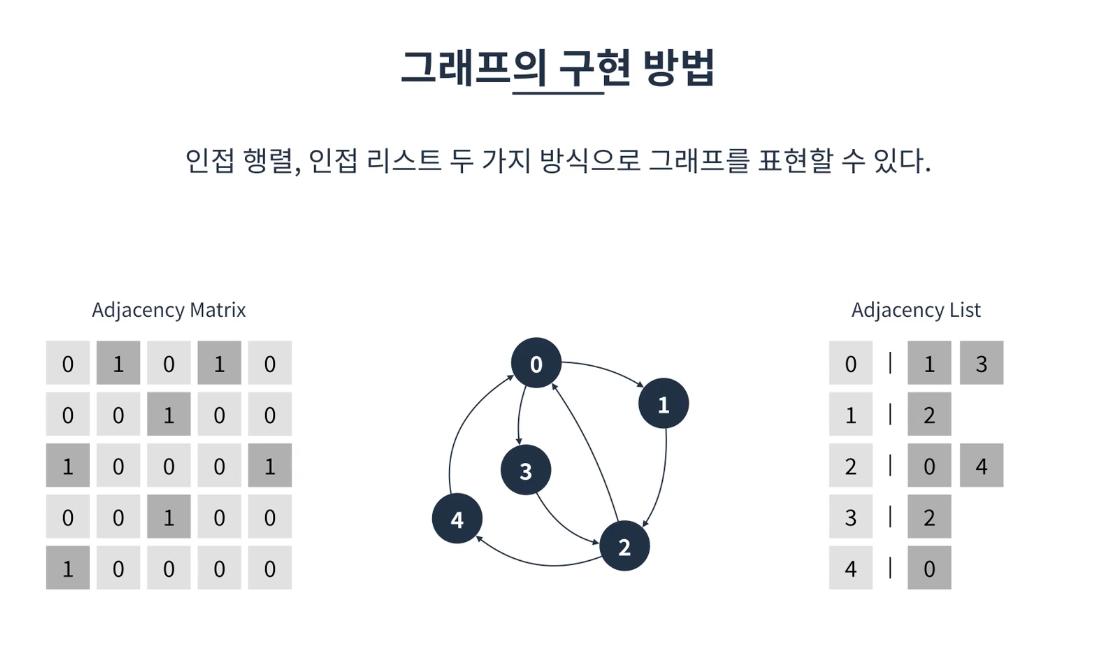 그래프의 구현 방법
인접 행렬, 인접 리스트 두 가지 방식으로 그래프를 표현할 수 있다.
Adjacency Matrix
0 1 0 1 0
0 0 1 0 0
1 0 0 0 1
0 0 1 0 0
1 0 0 0 0
0
1
3
4
2
Adjacency List
0 | 1 3
1 | 2
2 | 0 4
3 | 2
4 | 0